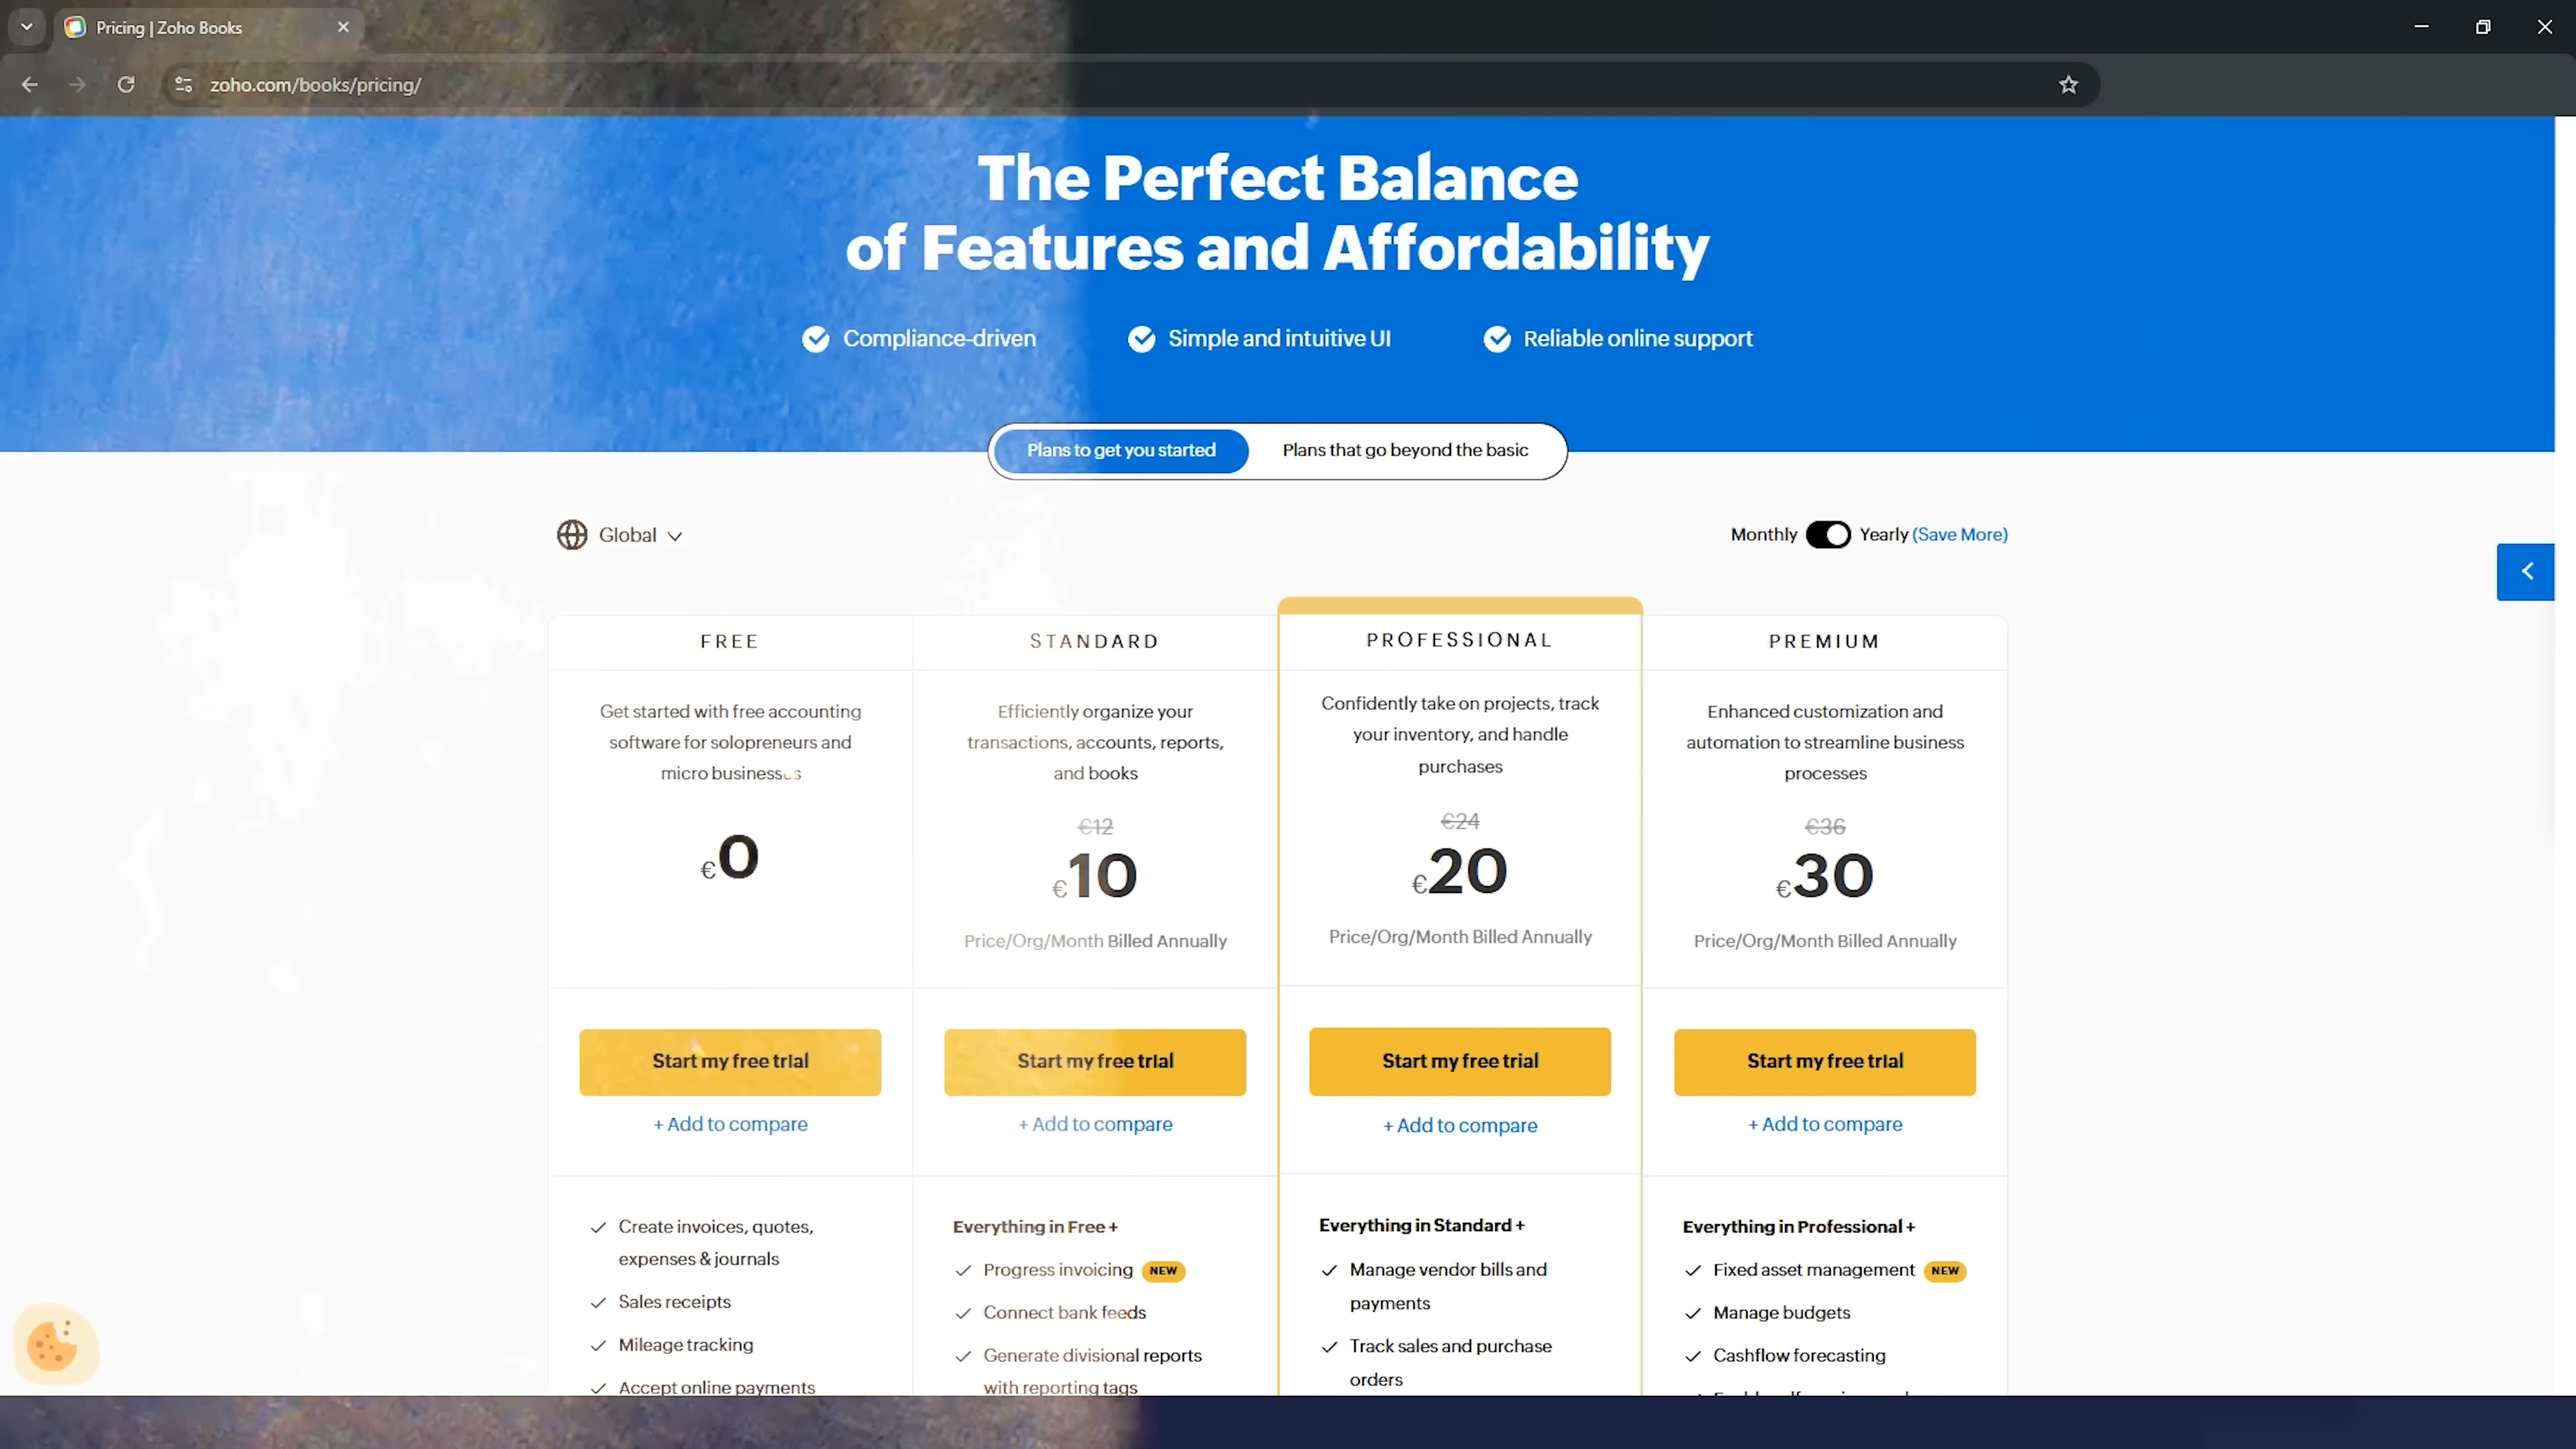 Pricing | Zoho Books
zoho.com/books/pricing/
The Perfect Balance
of Features and Affordability
Compliance-driven
Simple and intuitive UI
Reliable online support
Plans to get you started
Plans that go beyond the basic
Global
Monthly
Yearly (Save More)
FREE
Get started with free accounting
software for solopreneurs and
micro businesses
€0
Start my free trial
+ Add to compare
Create invoices, quotes,
expenses & journals
Sales receipts
Mileage tracking
Accept online payments
STANDARD
Efficiently organize your
transactions, accounts, reports,
and books
€12
€10
Price/Org/Month Billed Annually
Start my free trial
+ Add to compare
Everything in Free +
Progress invoicing NEW
Connect bank feeds
Generate divisional reports
with reporting tags
PROFESSIONAL
Confidently take on projects, track
your inventory, and handle
purchases
€24
€20
Price/Org/Month Billed Annually
Start my free trial
+ Add to compare
Everything in Standard +
Manage vendor bills and
payments
Track sales and purchase
orders
PREMIUM
Enhanced customization and
automation to streamline business
processes
€36
€30
Price/Org/Month Billed Annually
Start my free trial
+ Add to compare
Everything in Professional +
Fixed asset management NEW
Manage budgets
Cashflow forecasting